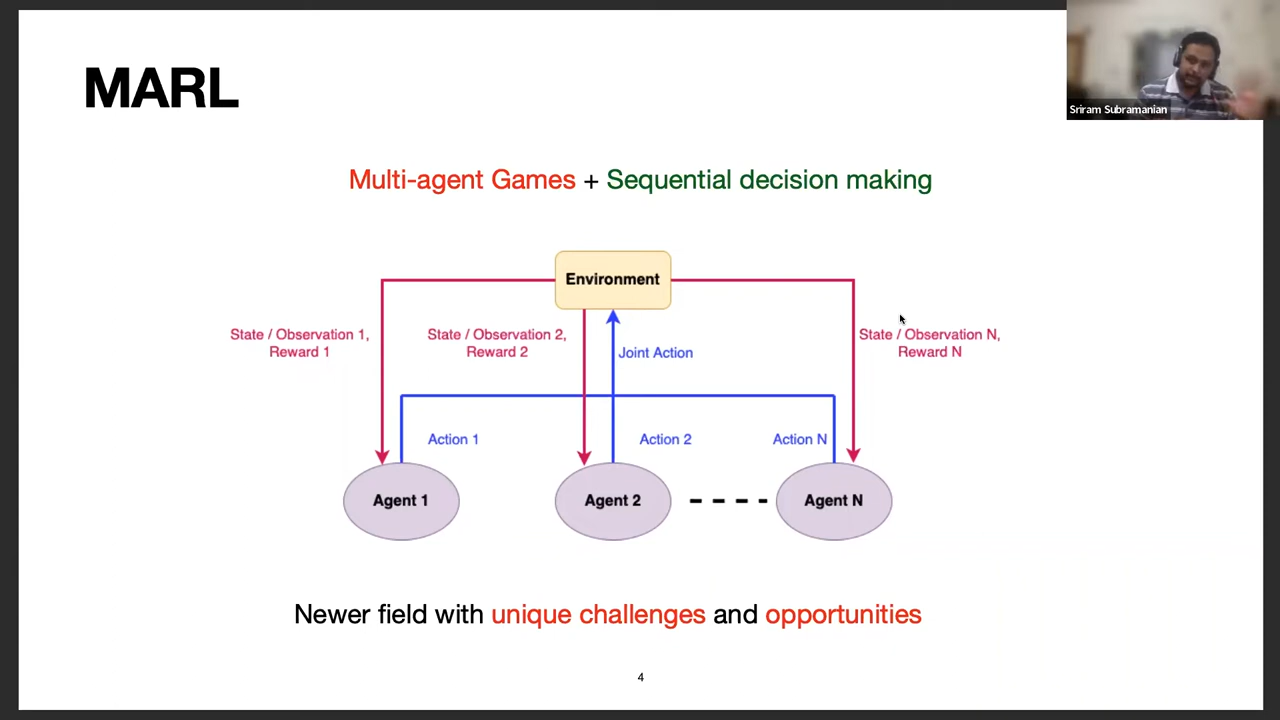 MARL
Sriram Subramanian
Multi-agent Games + Sequential decision making
Environment
State / Observation 1,
Reward 1
State / Observation 2,
Reward 2
Joint Action
State / Observation N,
Reward N
Action 1
Action 2
Action N
Agent 1
Agent 2
Agent N
Newer field with unique challenges and opportunities
4